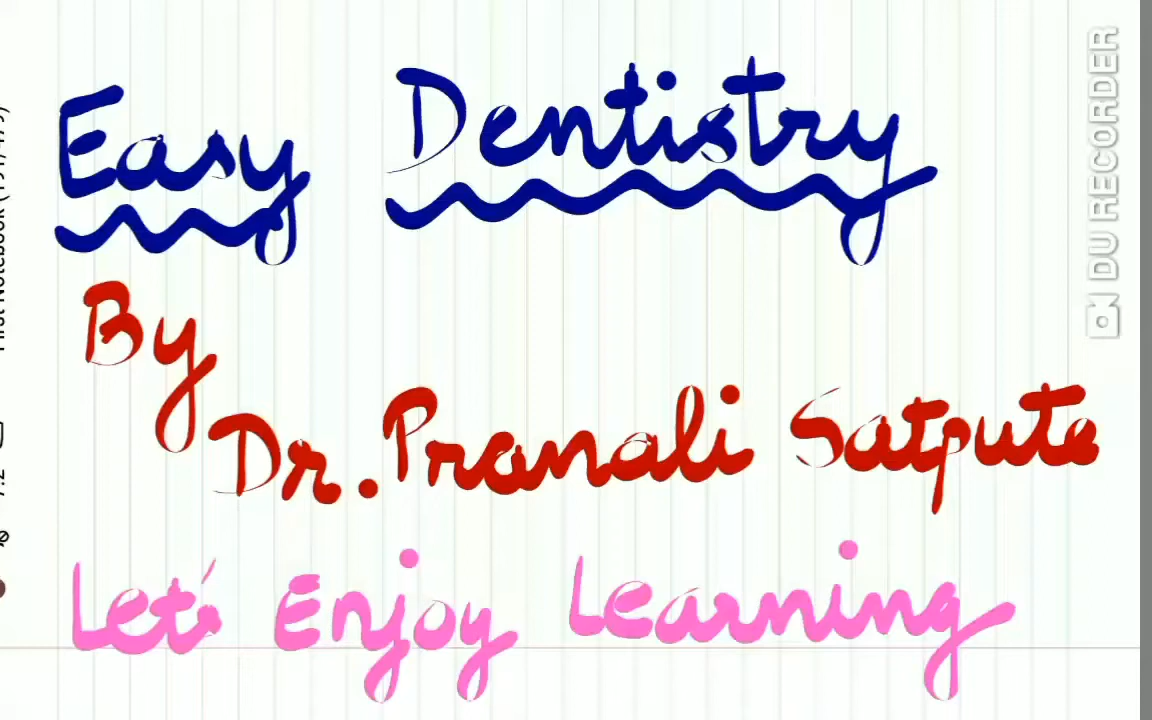 Easy Dentistry
By
Dr. Pranali Satpute
Let's Enjoy Learning
DU RECORDER